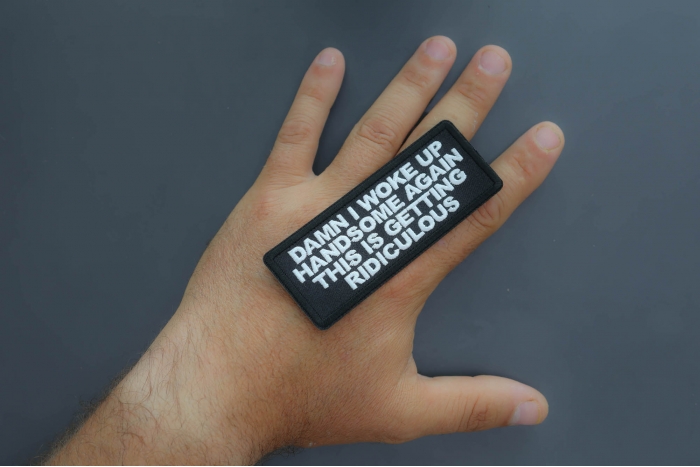 DAMN I WOKE UP
HANDSOME AGAIN
THIS IS GETTING
RIDICULOUS